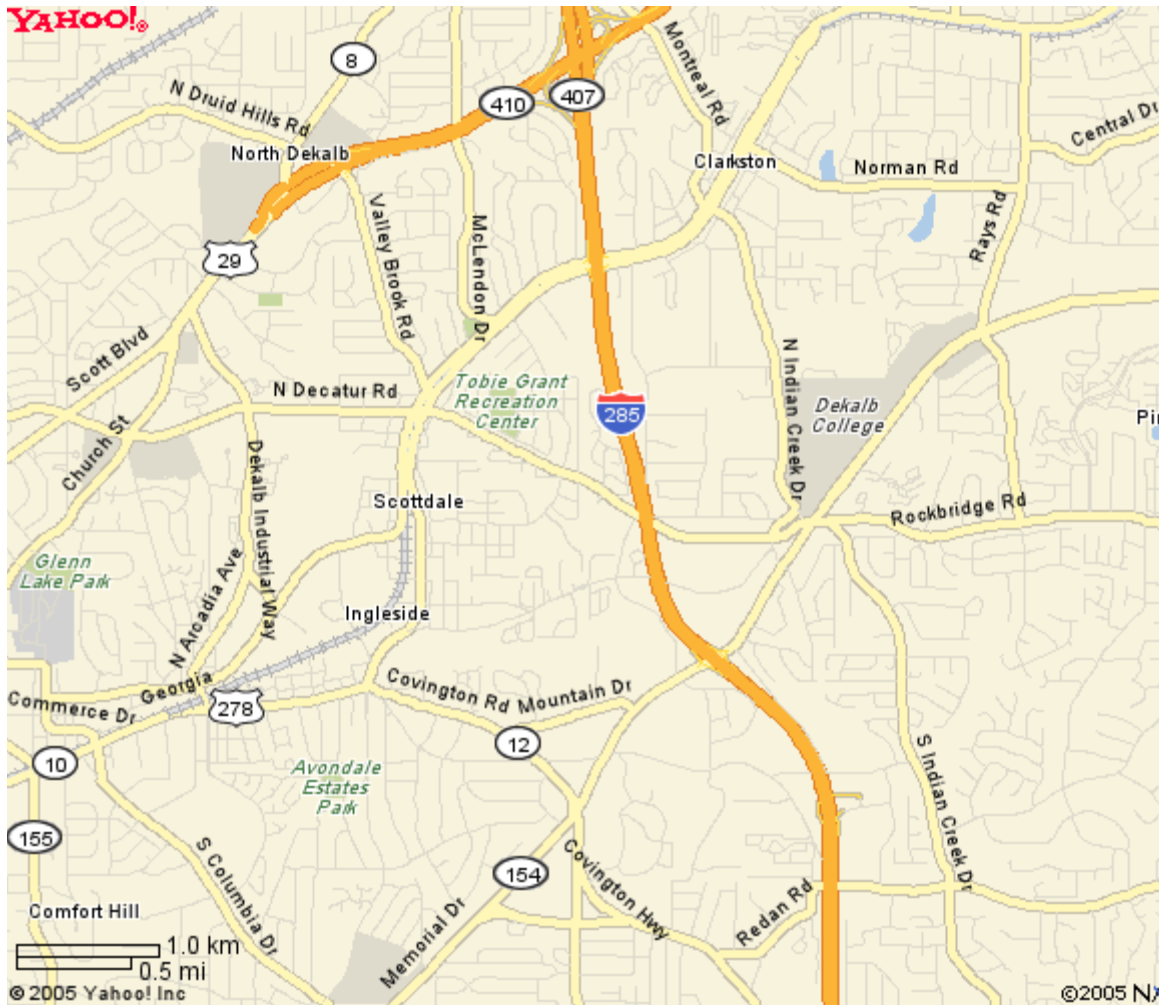 YAHOO!®
8
Montreal Rd
410
407
N Druid Hills Rd
Central Dr
North Dekalb
Clarkston
Norman Rd
Valley Brook Rd
McLendon Dr
Rays Rd
29
Scott Blvd
N Indian Creek Dr
N Decatur Rd
Tobie Grant
Recreation
Center
285
Dekalb
College
Pi
Church St
Dekalb Industrial Way
Scottdale
Rockbridge Rd
Glenn
Lake Park
N Arcadia Ave
Ingleside
Georgia
Commerce Dr
278
Covington Rd Mountain Dr
12
10
Avondale
Estates
Park
S Indian Creek Dr
155
S Columbia Dr
154
Covington Hwy
Memorial Dr
Redan Rd
Comfort Hill
1.0 km
0.5 mi
© 2005 Yahoo! Inc
©2005 N